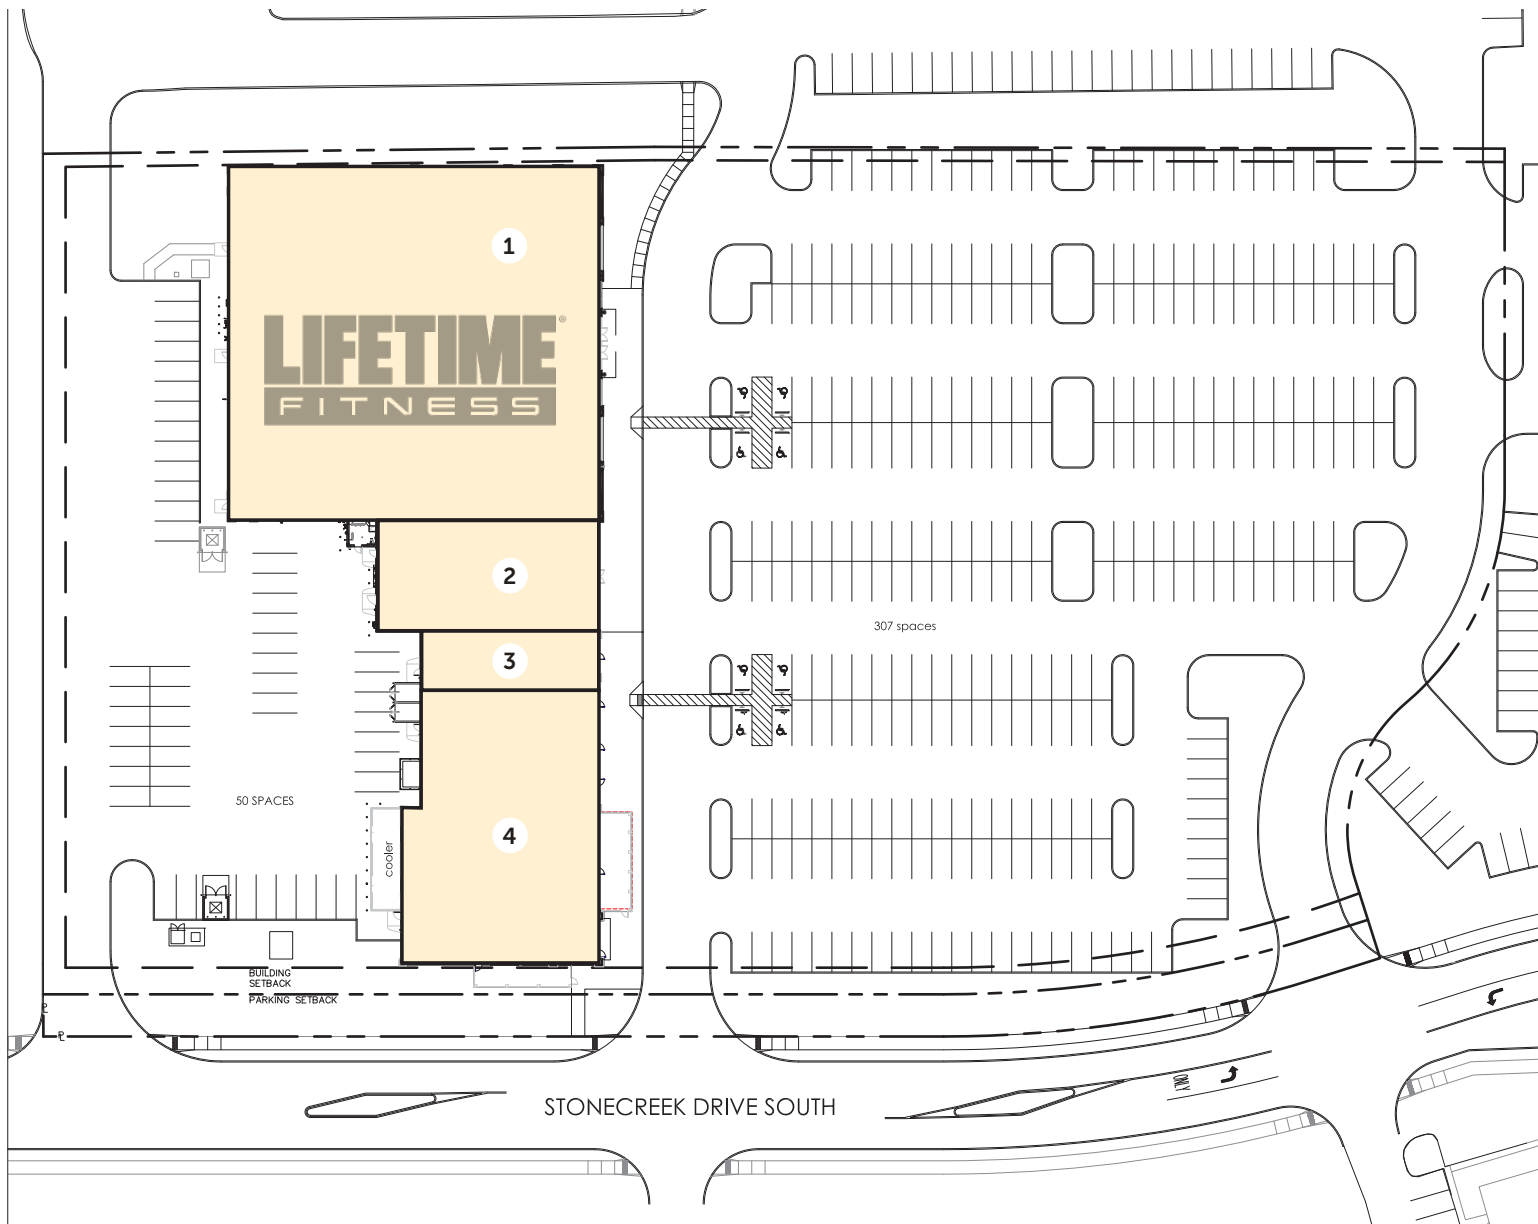 1
LIFETIME®
FITNESS
2
307 spaces
3
50 SPACES
4
cooler
BUILDING
SETBACK
PARKING SETBACK
ONLY
STONECREEK DRIVE SOUTH